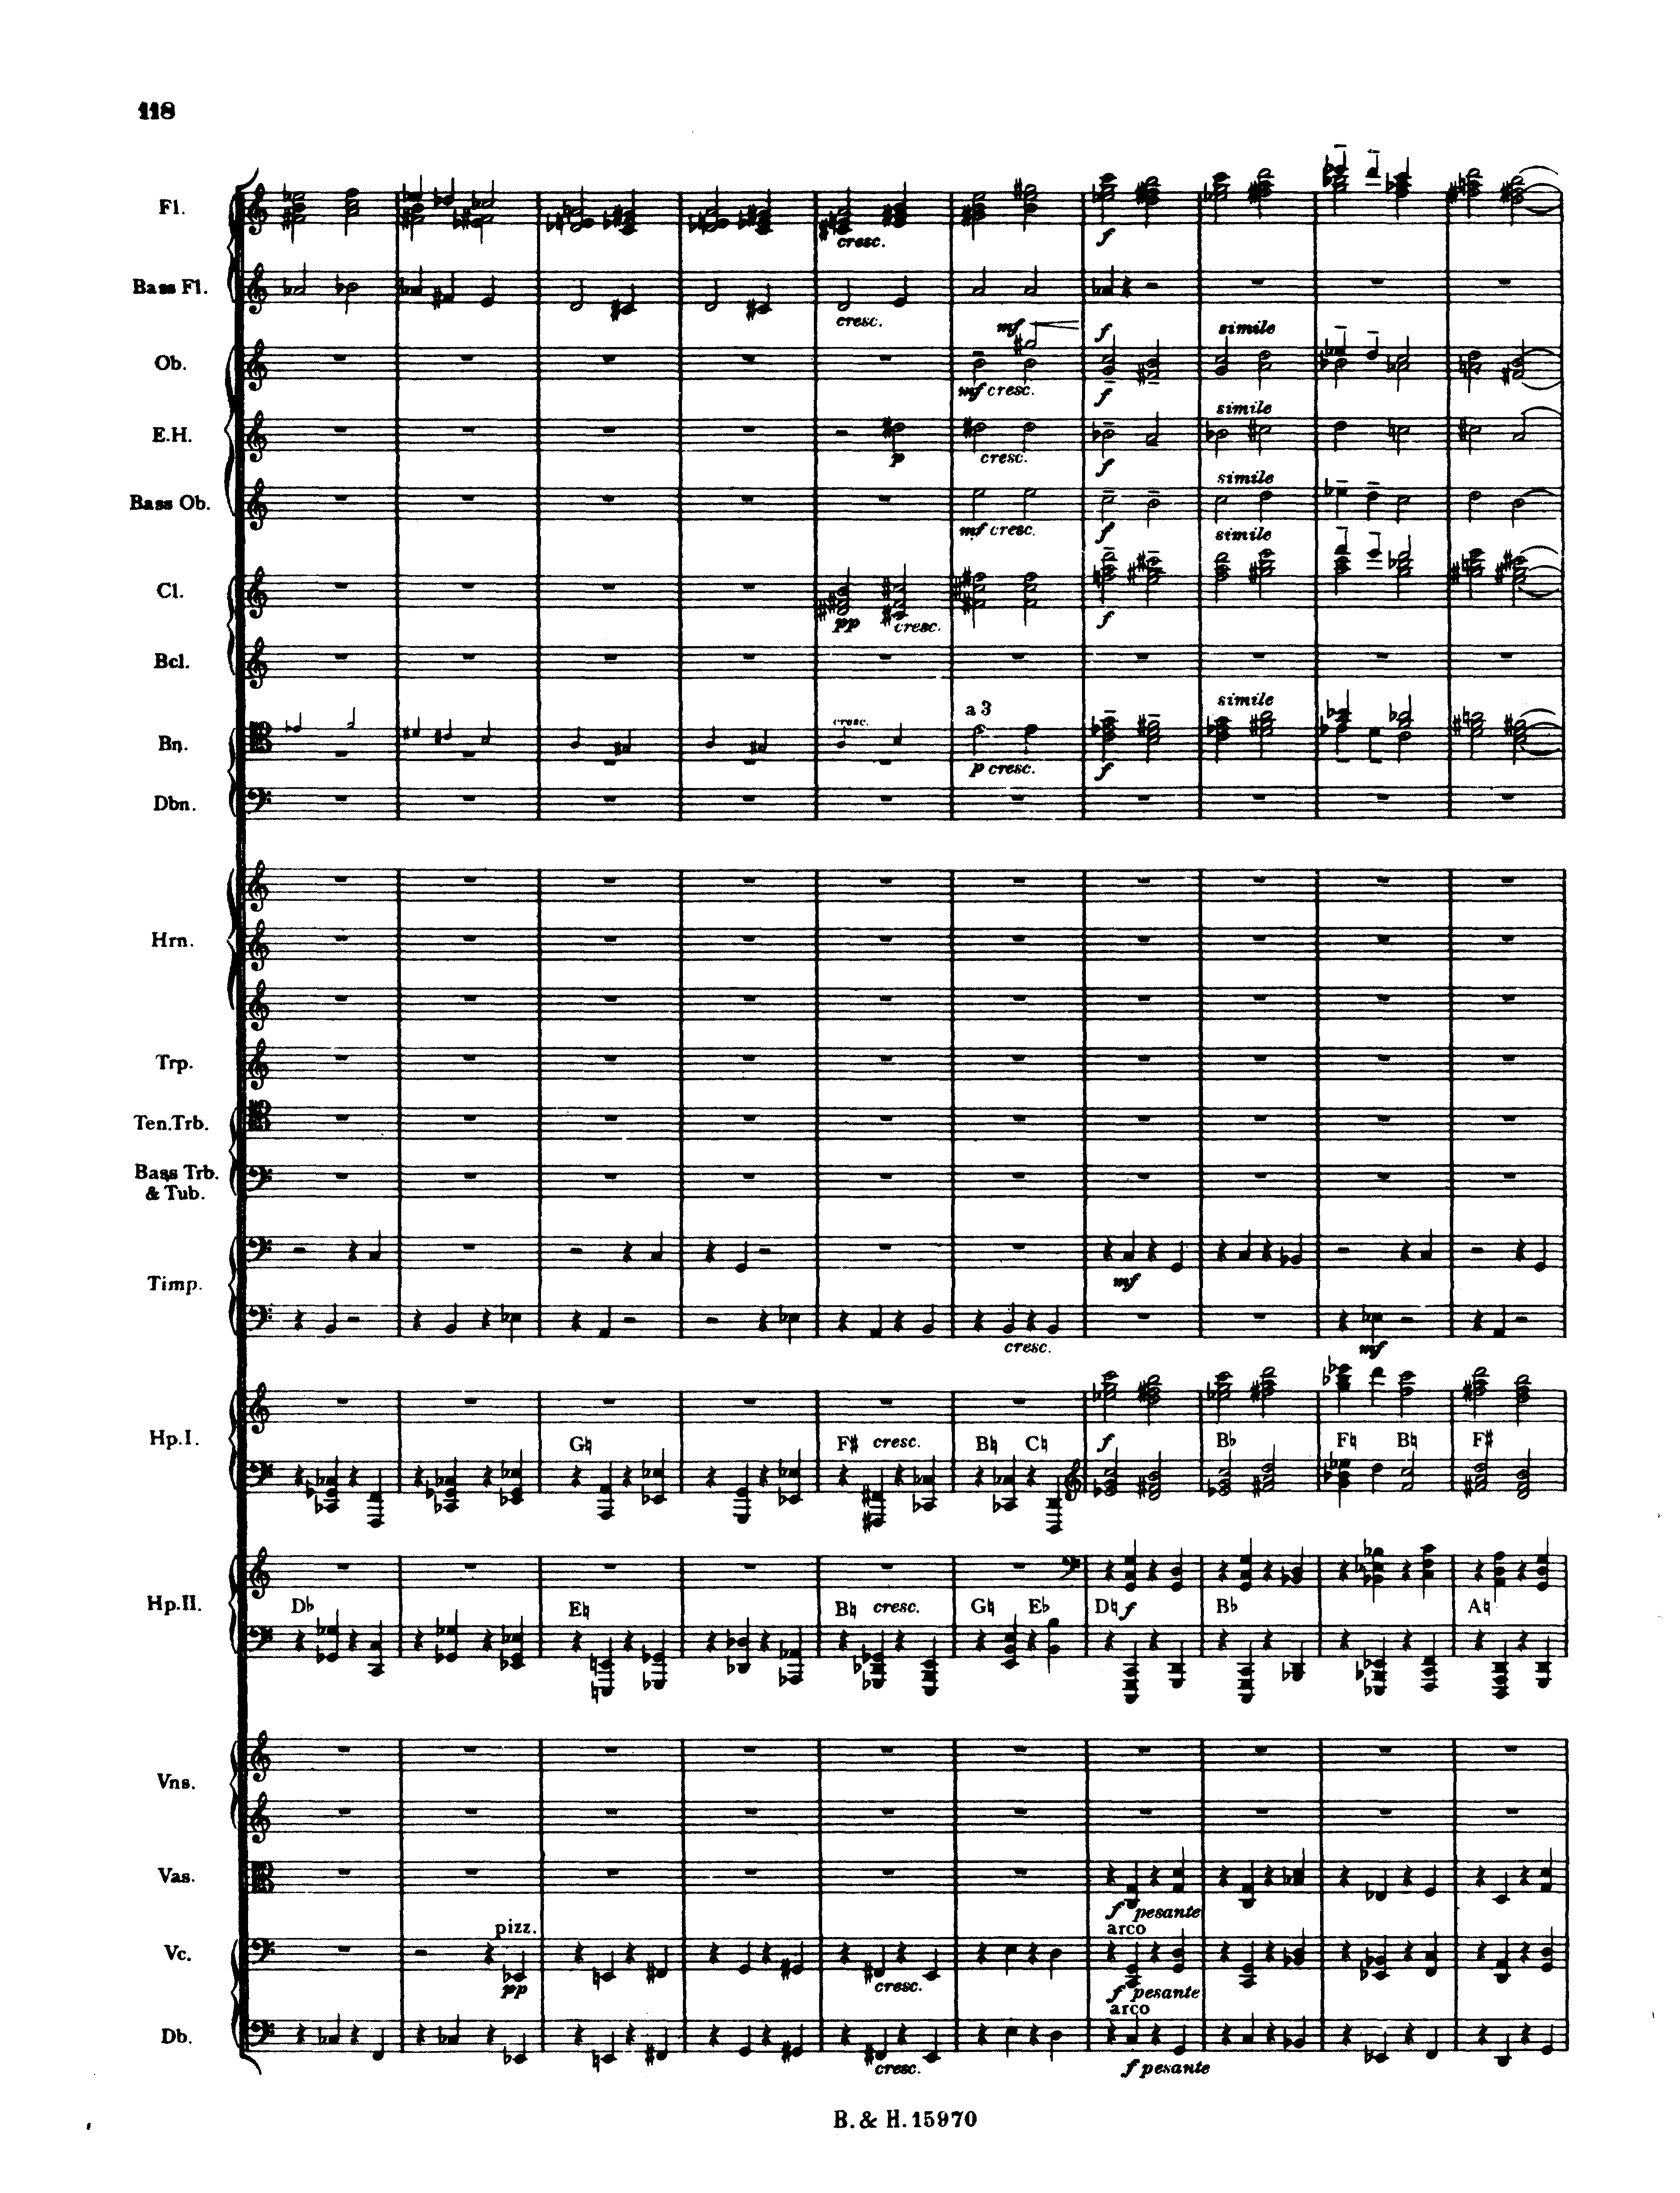 118
Fl.
cresc.
f
Bass Fl.
cresc.
mf f simile
Ob.
mf cresc. f
simile
E.H.
p cresc. f
simile
Bass Ob.
mf cresc. f simile
Cl.
pp cresc. f
Bcl.
cresc. a 3 simile
Bn.
p cresc. f
Dbn.
Hrn.
Trp.
Ten.Trb.
Bass Trb.
& Tub.
mf
Timp.
cresc. mf
Hp.I.
G♮ F♯ cresc. B♮ C♮ f B♭ F♮ B♮ F♯
Hp.II.
D♭ E♮ B♮ cresc. G♮ E♭ D♮ f B♭ A♮
Vns.
Vas.
f pesante
pizz. arco
Vc.
pp cresc. f pesante
arco
Db.
cresc. f pesante
B. & H. 15970